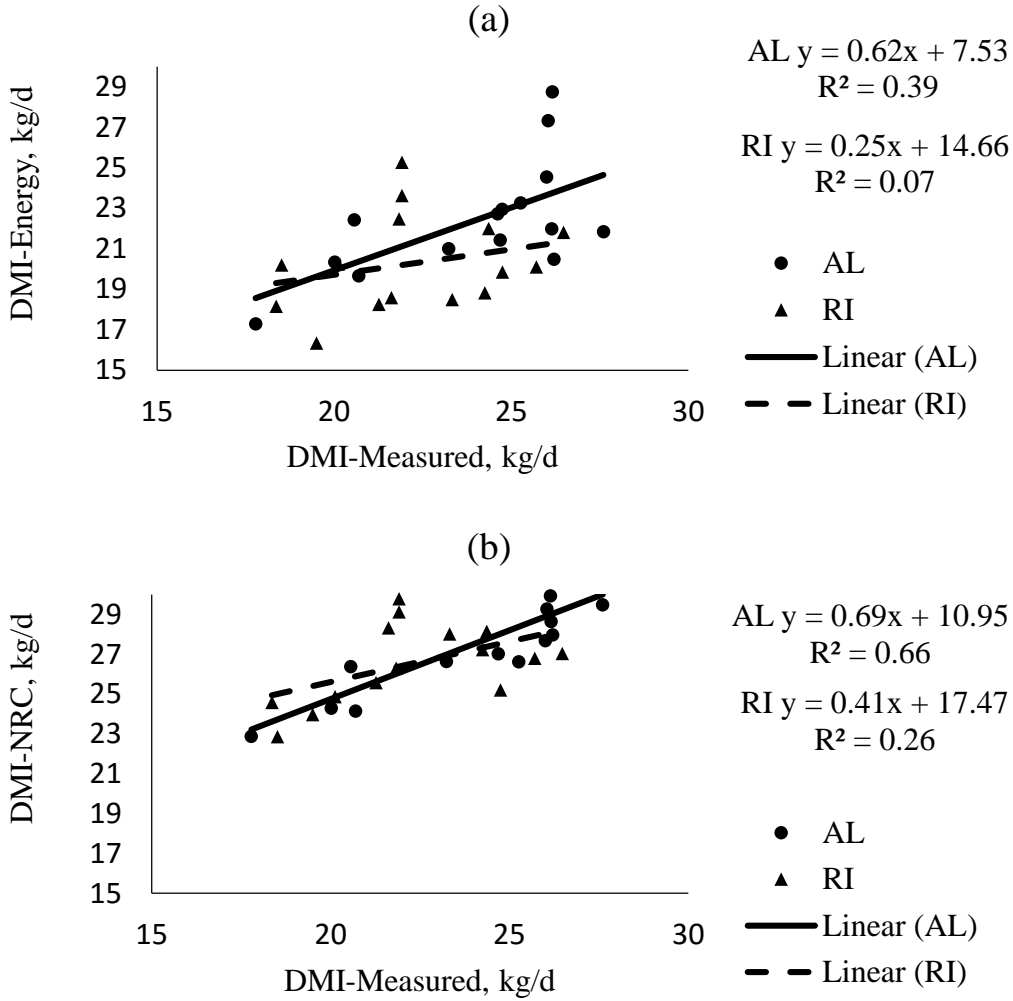 (a)
DMI-Energy, kg/d
29
27
25
23
21
19
17
15
15 20 25 30
DMI-Measured, kg/d
AL y = 0.62x + 7.53
R² = 0.39
RI y = 0.25x + 14.66
R² = 0.07
AL
RI
Linear (AL)
Linear (RI)
(b)
DMI-NRC, kg/d
29
27
25
23
21
19
17
15
15 20 25 30
DMI-Measured, kg/d
AL y = 0.69x + 10.95
R² = 0.66
RI y = 0.41x + 17.47
R² = 0.26
AL
RI
Linear (AL)
Linear (RI)